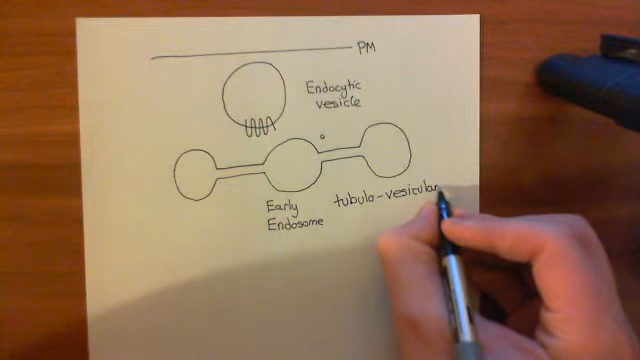 PM
Endocytic
vesicle
Early
Endosome
tubulo-vesicular